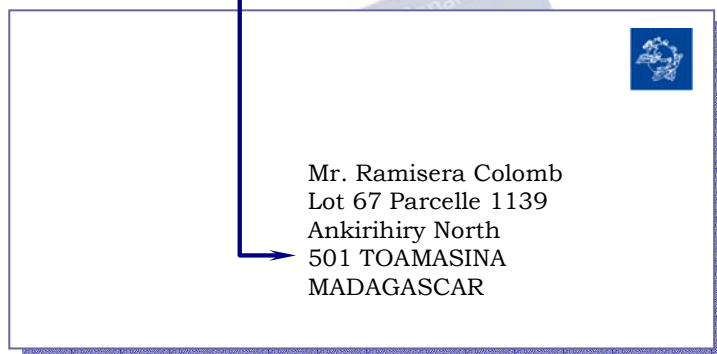 Mr. Ramisera Colomb
Lot 67 Parcelle 1139
Ankirihiry North
501 TOAMASINA
MADAGASCAR